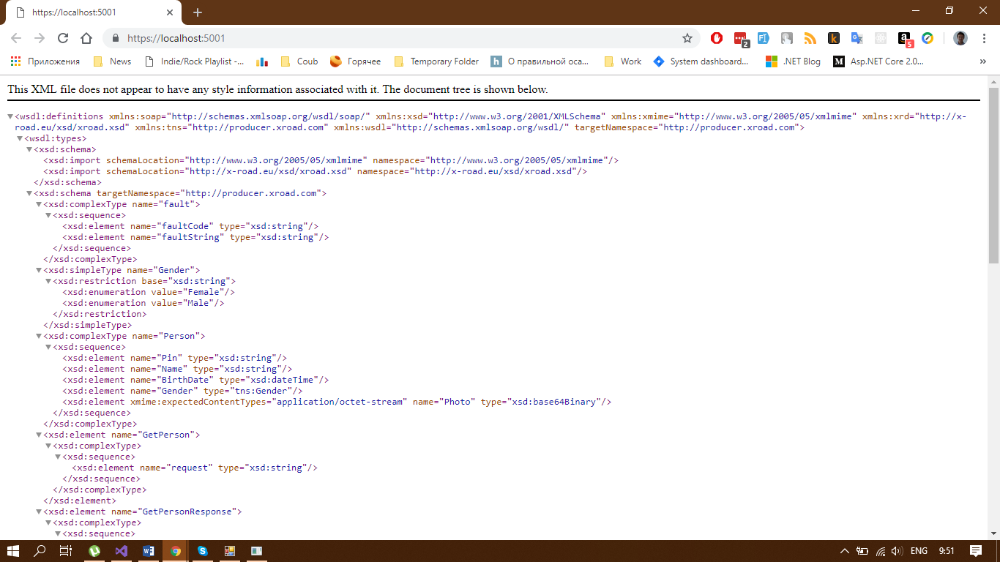 https://localhost:5001
https://localhost:5001
2
5
Приложения News Indie/Rock Playlist -... Coub Горячее Temporary Folder О правильной оса... Work System dashboard... .NET Blog Asp.NET Core 2.0... »
This XML file does not appear to have any style information associated with it. The document tree is shown below.
<wsdl:definitions xmlns:soap="http://schemas.xmlsoap.org/wsdl/soap/" xmlns:xsd="http://www.w3.org/2001/XMLSchema" xmlns:xmime="http://www.w3.org/2005/05/xmlmime" xmlns:xrd="http://x-
road.eu/xsd/xroad.xsd" xmlns:tns="http://producer.xroad.com" xmlns:wsdl="http://schemas.xmlsoap.org/wsdl/" targetNamespace="http://producer.xroad.com">
<wsdl:types>
<xsd:schema>
<xsd:import schemaLocation="http://www.w3.org/2005/05/xmlmime" namespace="http://www.w3.org/2005/05/xmlmime"/>
<xsd:import schemaLocation="http://x-road.eu/xsd/xroad.xsd" namespace="http://x-road.eu/xsd/xroad.xsd"/>
</xsd:schema>
<xsd:schema targetNamespace="http://producer.xroad.com">
<xsd:complexType name="fault">
<xsd:sequence>
<xsd:element name="faultCode" type="xsd:string"/>
<xsd:element name="faultString" type="xsd:string"/>
</xsd:sequence>
</xsd:complexType>
<xsd:simpleType name="Gender">
<xsd:restriction base="xsd:string">
<xsd:enumeration value="Female"/>
<xsd:enumeration value="Male"/>
</xsd:restriction>
</xsd:simpleType>
<xsd:complexType name="Person">
<xsd:sequence>
<xsd:element name="Pin" type="xsd:string"/>
<xsd:element name="Name" type="xsd:string"/>
<xsd:element name="BirthDate" type="xsd:dateTime"/>
<xsd:element name="Gender" type="tns:Gender"/>
<xsd:element xmime:expectedContentTypes="application/octet-stream" name="Photo" type="xsd:base64Binary"/>
</xsd:sequence>
</xsd:complexType>
<xsd:element name="GetPerson">
<xsd:complexType>
<xsd:sequence>
<xsd:element name="request" type="xsd:string"/>
</xsd:sequence>
</xsd:complexType>
</xsd:element>
<xsd:element name="GetPersonResponse">
<xsd:complexType>
<xsd:sequence>
ENG 9:51